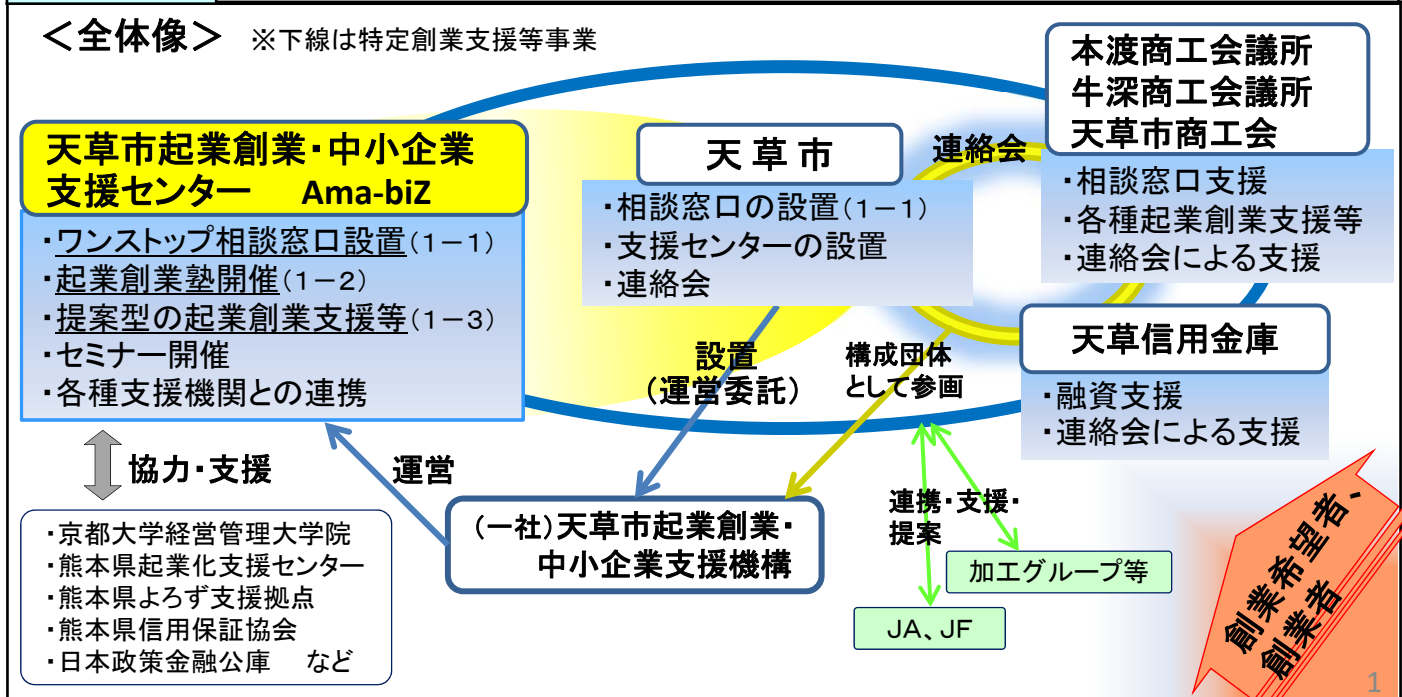 ＜全体像＞ ※下線は特定創業支援等事業
天草市起業創業・中小企業
支援センター Ama-biZ
・ワンストップ相談窓口設置（１－１）
・起業創業塾開催（１－２）
・提案型の起業創業支援等（１－３）
・セミナー開催
・各種支援機関との連携
天草市
・相談窓口の設置（１－１）
・支援センターの設置
・連絡会
連絡会
本渡商工会議所
牛深商工会議所
天草市商工会
・相談窓口支援
・各種起業創業支援等
・連絡会による支援
天草信用金庫
・融資支援
・連絡会による支援
設置
（運営委託）
構成団体
として参画
協力・支援
運営
・京都大学経営管理大学院
・熊本県起業化支援センター
・熊本県よろず支援拠点
・熊本県信用保証協会
・日本政策金融公庫 など
（一社）天草市起業創業・
中小企業支援機構
連携・支援・
提案
加工グループ等
ＪＡ、ＪＦ
創業希望者、
創業者
1